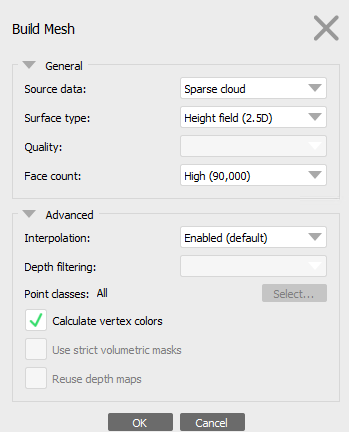 Build Mesh
General
Source data: Sparse cloud
Surface type: Height field (2.5D)
Quality:
Face count: High (90,000)
Advanced
Interpolation: Enabled (default)
Depth filtering:
Point classes: All Select...
Calculate vertex colors
Use strict volumetric masks
Reuse depth maps
OK Cancel